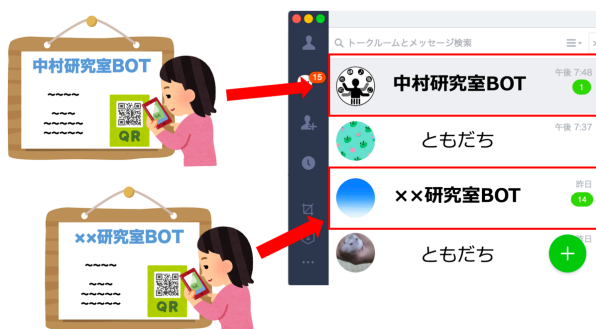 中村研究室BOT
~~~~
~~~
~~~~~
~~~~~
QR
××研究室BOT
~~~~
~~~
~~~~~
~~~~~
QR
トークルームとメッセージ検索
15
中村研究室BOT
午後 7:48
1
ともだち
午後 7:37
××研究室BOT
昨日
14
ともだち
昨日